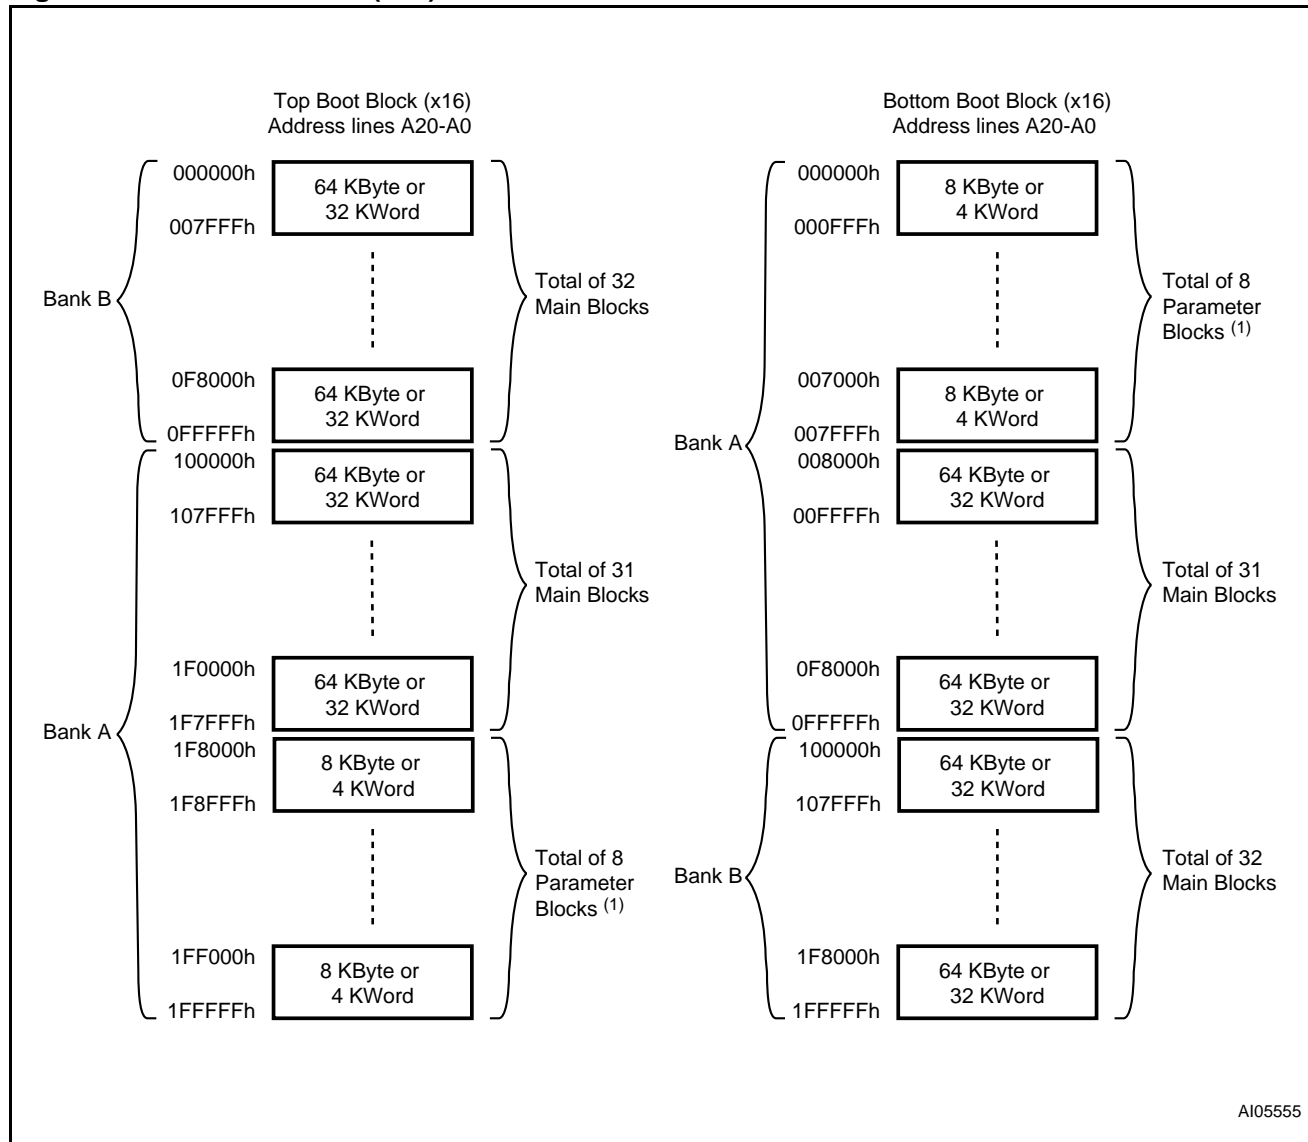 Top Boot Block (x16)
Address lines A20-A0
000000h
64 KByte or
32 KWord
007FFFh
Bank B
Total of 32
Main Blocks
0F8000h
64 KByte or
32 KWord
0FFFFFh
100000h
64 KByte or
32 KWord
107FFFh
Total of 31
Main Blocks
1F0000h
64 KByte or
32 KWord
1F7FFFh
Bank A
1F8000h
8 KByte or
4 KWord
1F8FFFh
Total of 8
Parameter
Blocks (1)
1FF000h
8 KByte or
4 KWord
1FFFFFh
Bottom Boot Block (x16)
Address lines A20-A0
000000h
8 KByte or
4 KWord
000FFFh
Total of 8
Parameter
Blocks (1)
007000h
8 KByte or
4 KWord
007FFFh
Bank A
008000h
64 KByte or
32 KWord
00FFFFh
Total of 31
Main Blocks
0F8000h
64 KByte or
32 KWord
0FFFFFh
100000h
64 KByte or
32 KWord
107FFFh
Bank B
Total of 32
Main Blocks
1F8000h
64 KByte or
32 KWord
1FFFFFh
AI05555